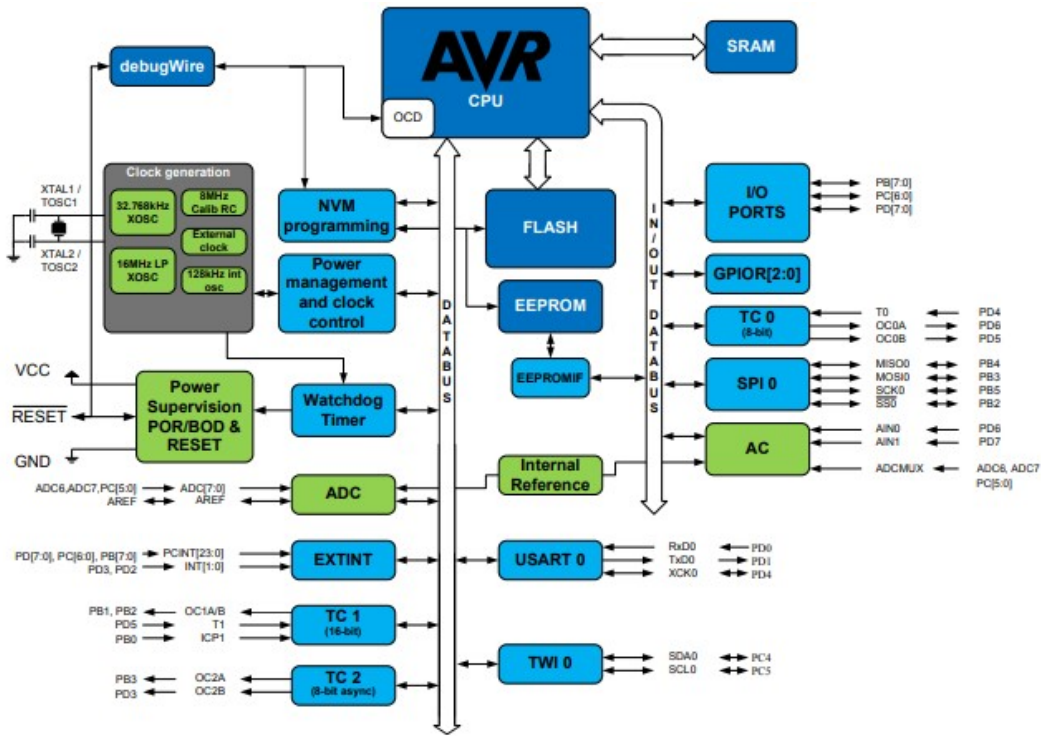 AVR
CPU
OCD
SRAM
debugWire
Clock generation
XTAL1 /
TOSC1
32.768kHz
XOSC
8MHz
Calib RC
External
clock
XTAL2 /
TOSC2
16MHz LP
XOSC
128kHz int
osc
NVM
programming
FLASH
I/O
PORTS
PB[7:0]
PC[6:0]
PD[7:0]
Power
management
and clock
control
EEPROM
GPIOR[2:0]
IN/OUT DATABUS
DATABUS
TC 0
(8-bit)
T0
PD4
OC0A
PD6
OC0B
PD5
EEPROMIF
SPI 0
MISO0
PB4
MOSI0
PB3
SCK0
PB5
SS0
PB2
VCC
RESET
GND
Power
Supervision
POR/BOD &
RESET
Watchdog
Timer
AC
AIN0
PD6
AIN1
PD7
ADCMUX
ADC6, ADC7
PC[5:0]
Internal
Reference
ADC6,ADC7,PC[5:0]
ADC[7:0]
AREF
AREF
ADC
PD[7:0], PC[6:0], PB[7:0]
PCINT[23:0]
PD3, PD2
INT[1:0]
EXTINT
USART 0
RxD0
PD0
TxD0
PD1
XCK0
PD4
PB1, PB2
OC1A/B
PD5
T1
PB0
ICP1
TC 1
(16-bit)
TWI 0
SDA0
PC4
SCL0
PC5
PB3
OC2A
PD3
OC2B
TC 2
(8-bit async)